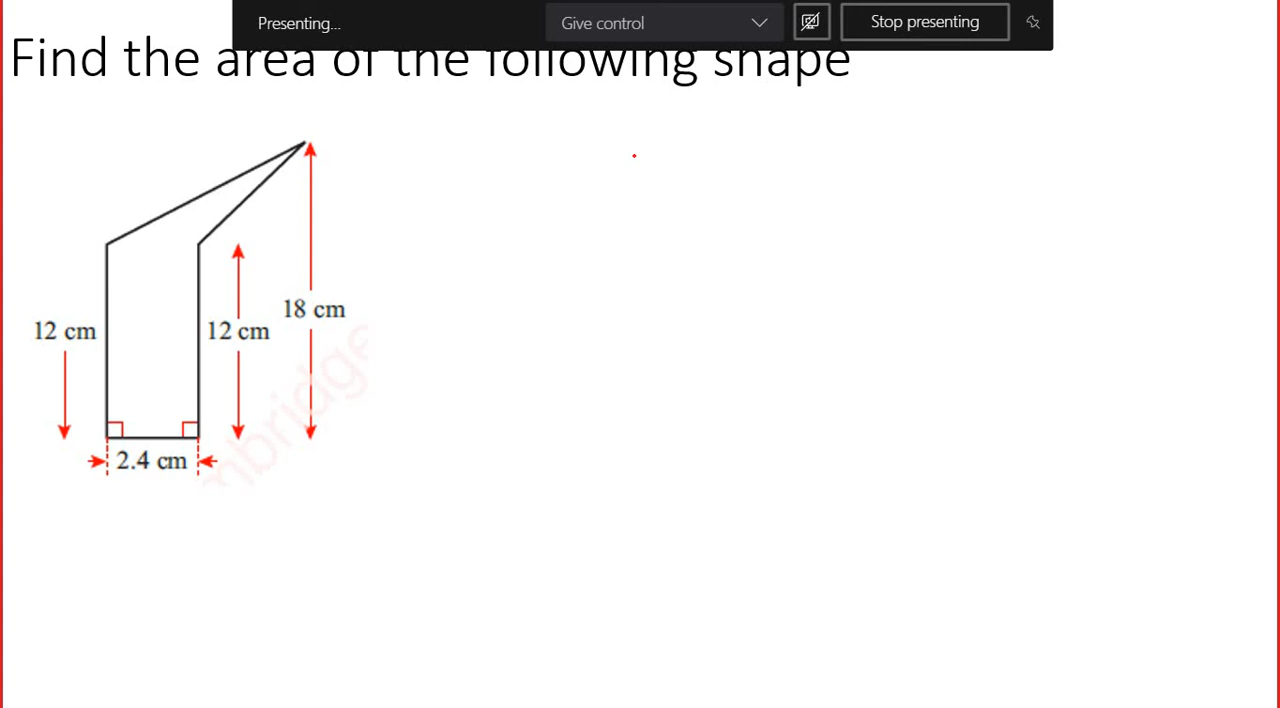 Presenting...
Give control
Stop presenting
Find the area of the following shape
18 cm
12 cm
12 cm
2.4 cm